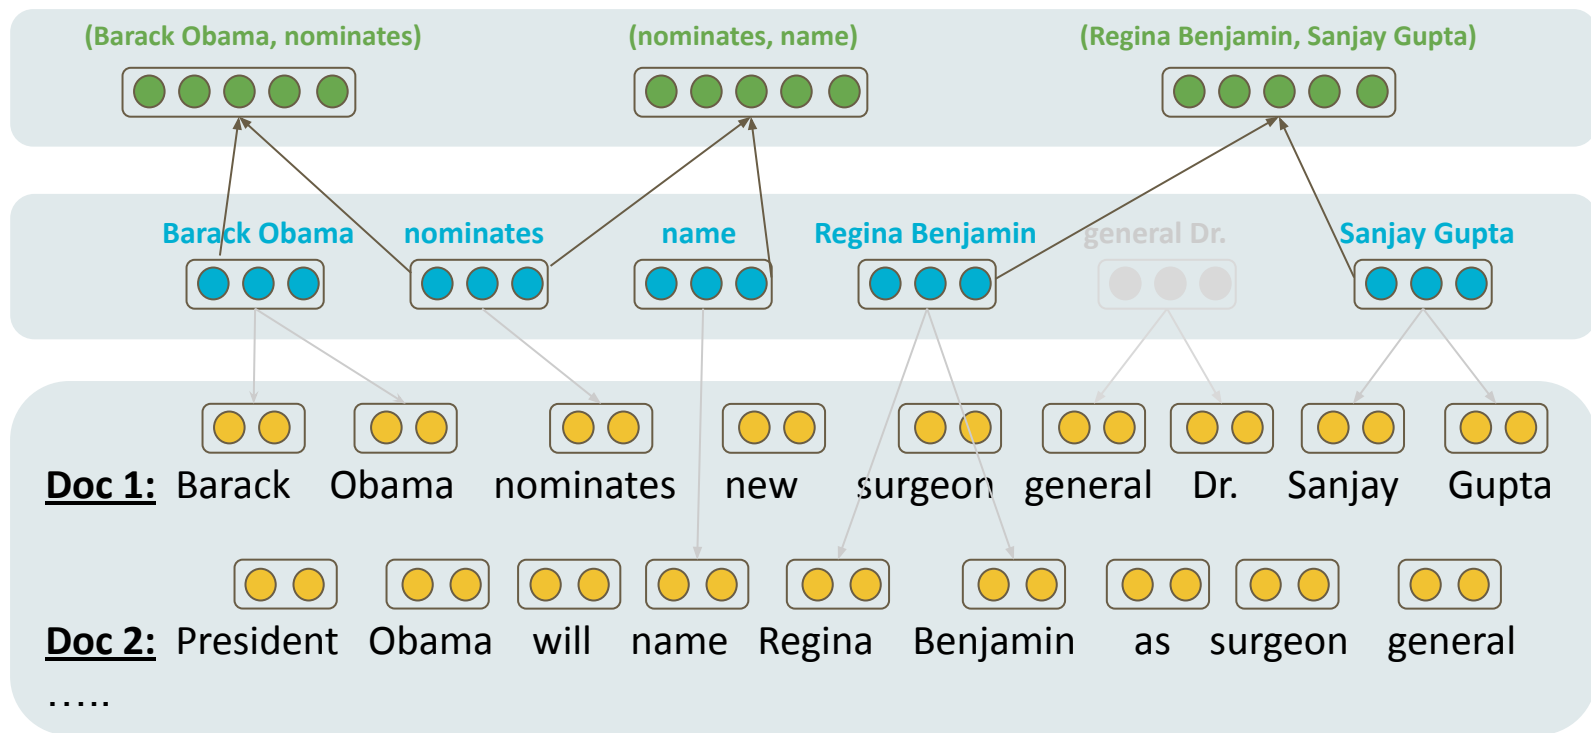 (Barack Obama, nominates) (nominates, name) (Regina Benjamin, Sanjay Gupta)
Barack Obama nominates name Regina Benjamin general Dr. Sanjay Gupta
Doc 1: Barack Obama nominates new surgeon general Dr. Sanjay Gupta
Doc 2: President Obama will name Regina Benjamin as surgeon general
.....